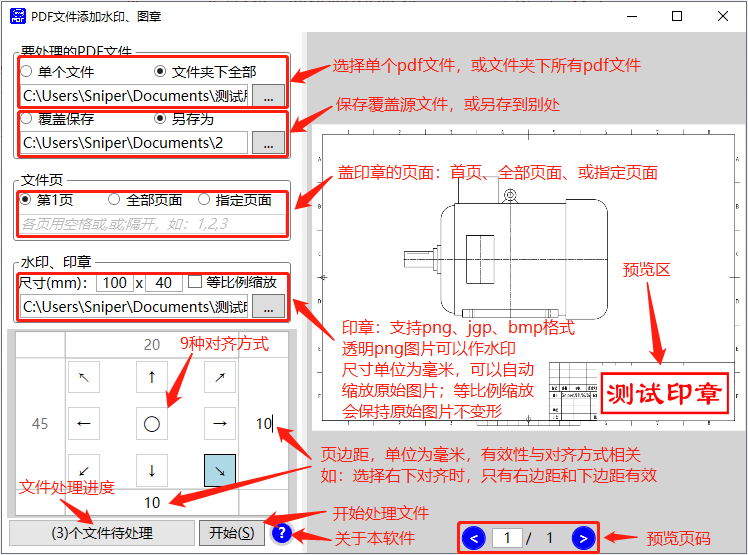 PDF文件添加水印、图章
要处理的PDF文件
单个文件 文件夹下全部
C:\Users\Sniper\Documents\测试 ...
覆盖保存 另存为
C:\Users\Sniper\Documents\2 ...
文件页
第1页 全部页面 指定页面
各页用空格或,或;隔开，如：1,2,3
水印、印章
尺寸(mm)： 100 x 40 等比例缩放
C:\Users\Sniper\Documents\测试 ...
20
9种对齐方式
45
10
10
文件处理进度
(3)个文件待处理 开始(S) ?
选择单个pdf文件，或文件夹下所有pdf文件
保存覆盖源文件，或另存到别处
盖印章的页面：首页、全部页面、或指定页面
预览区
印章：支持png、jgp、bmp格式
透明png图片可以作水印
尺寸单位为毫米，可以自动
缩放原始图片；等比例缩放
会保持原始图片不变形
测试印章
页边距，单位为毫米，有效性与对齐方式相关
如：选择右下对齐时，只有右边距和下边距有效
开始处理文件
关于本软件
< 1 / 1 >
预览页码